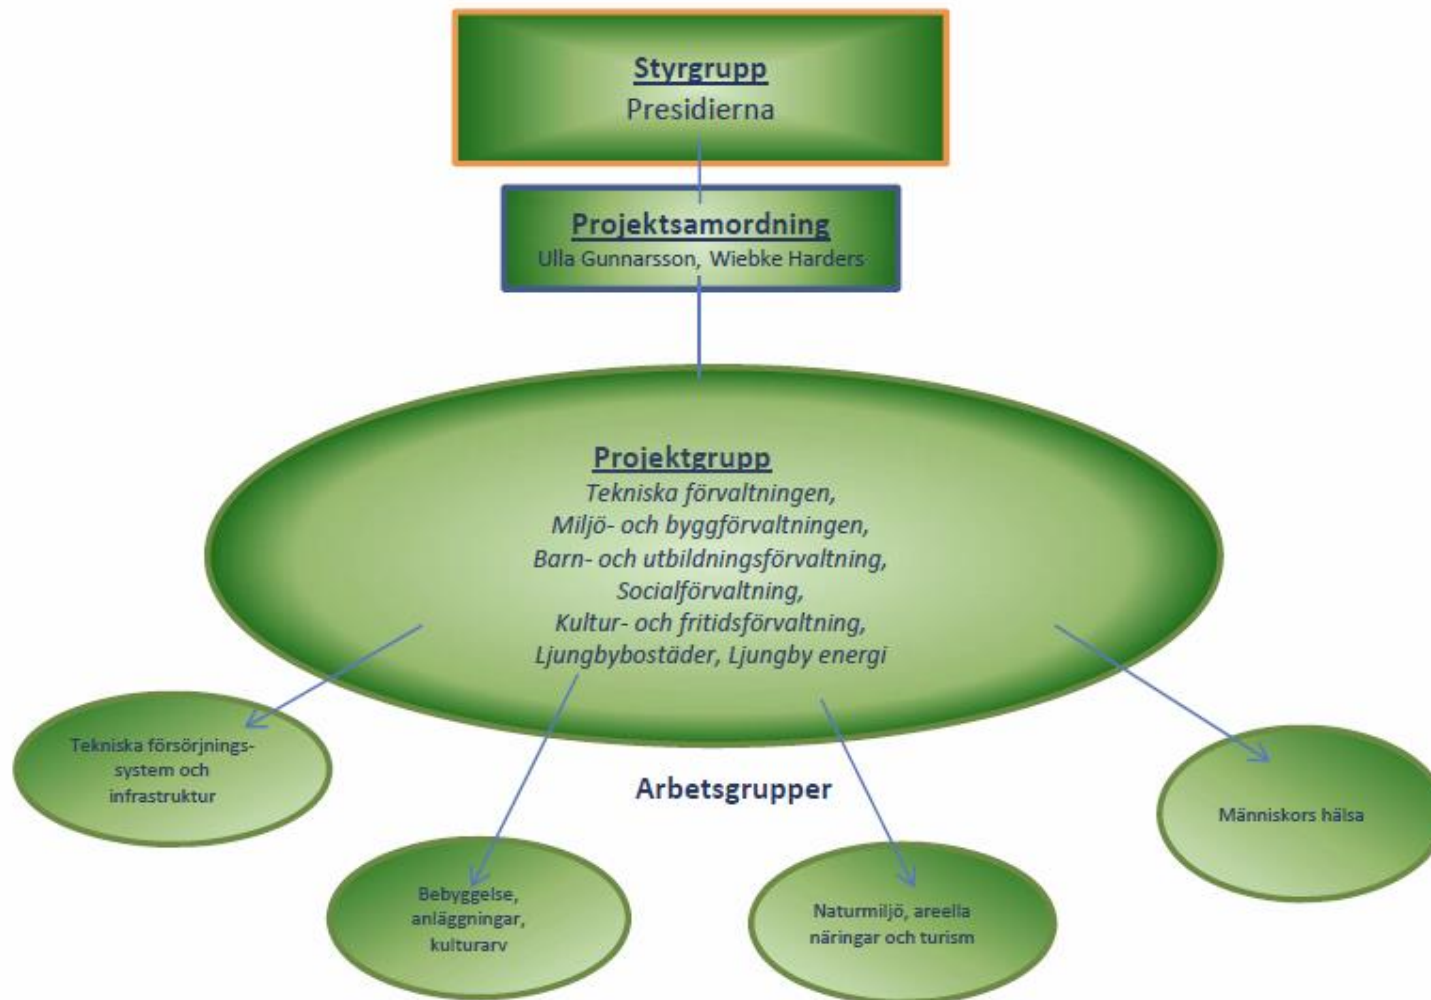 Styrgrupp
Presidierna
Projektsamordning
Ulla Gunnarsson, Wiebke Harders
Projektgrupp
Tekniska förvaltningen,
Miljö- och byggförvaltningen,
Barn- och utbildningsförvaltning,
Socialförvaltning,
Kultur- och fritidsförvaltning,
Ljungbybostäder, Ljungby energi
Arbetsgrupper
Tekniska försörjnings-
system och
infrastruktur
Bebyggelse,
anläggningar,
kulturarv
Naturmiljö, areella
näringar och turism
Människors hälsa